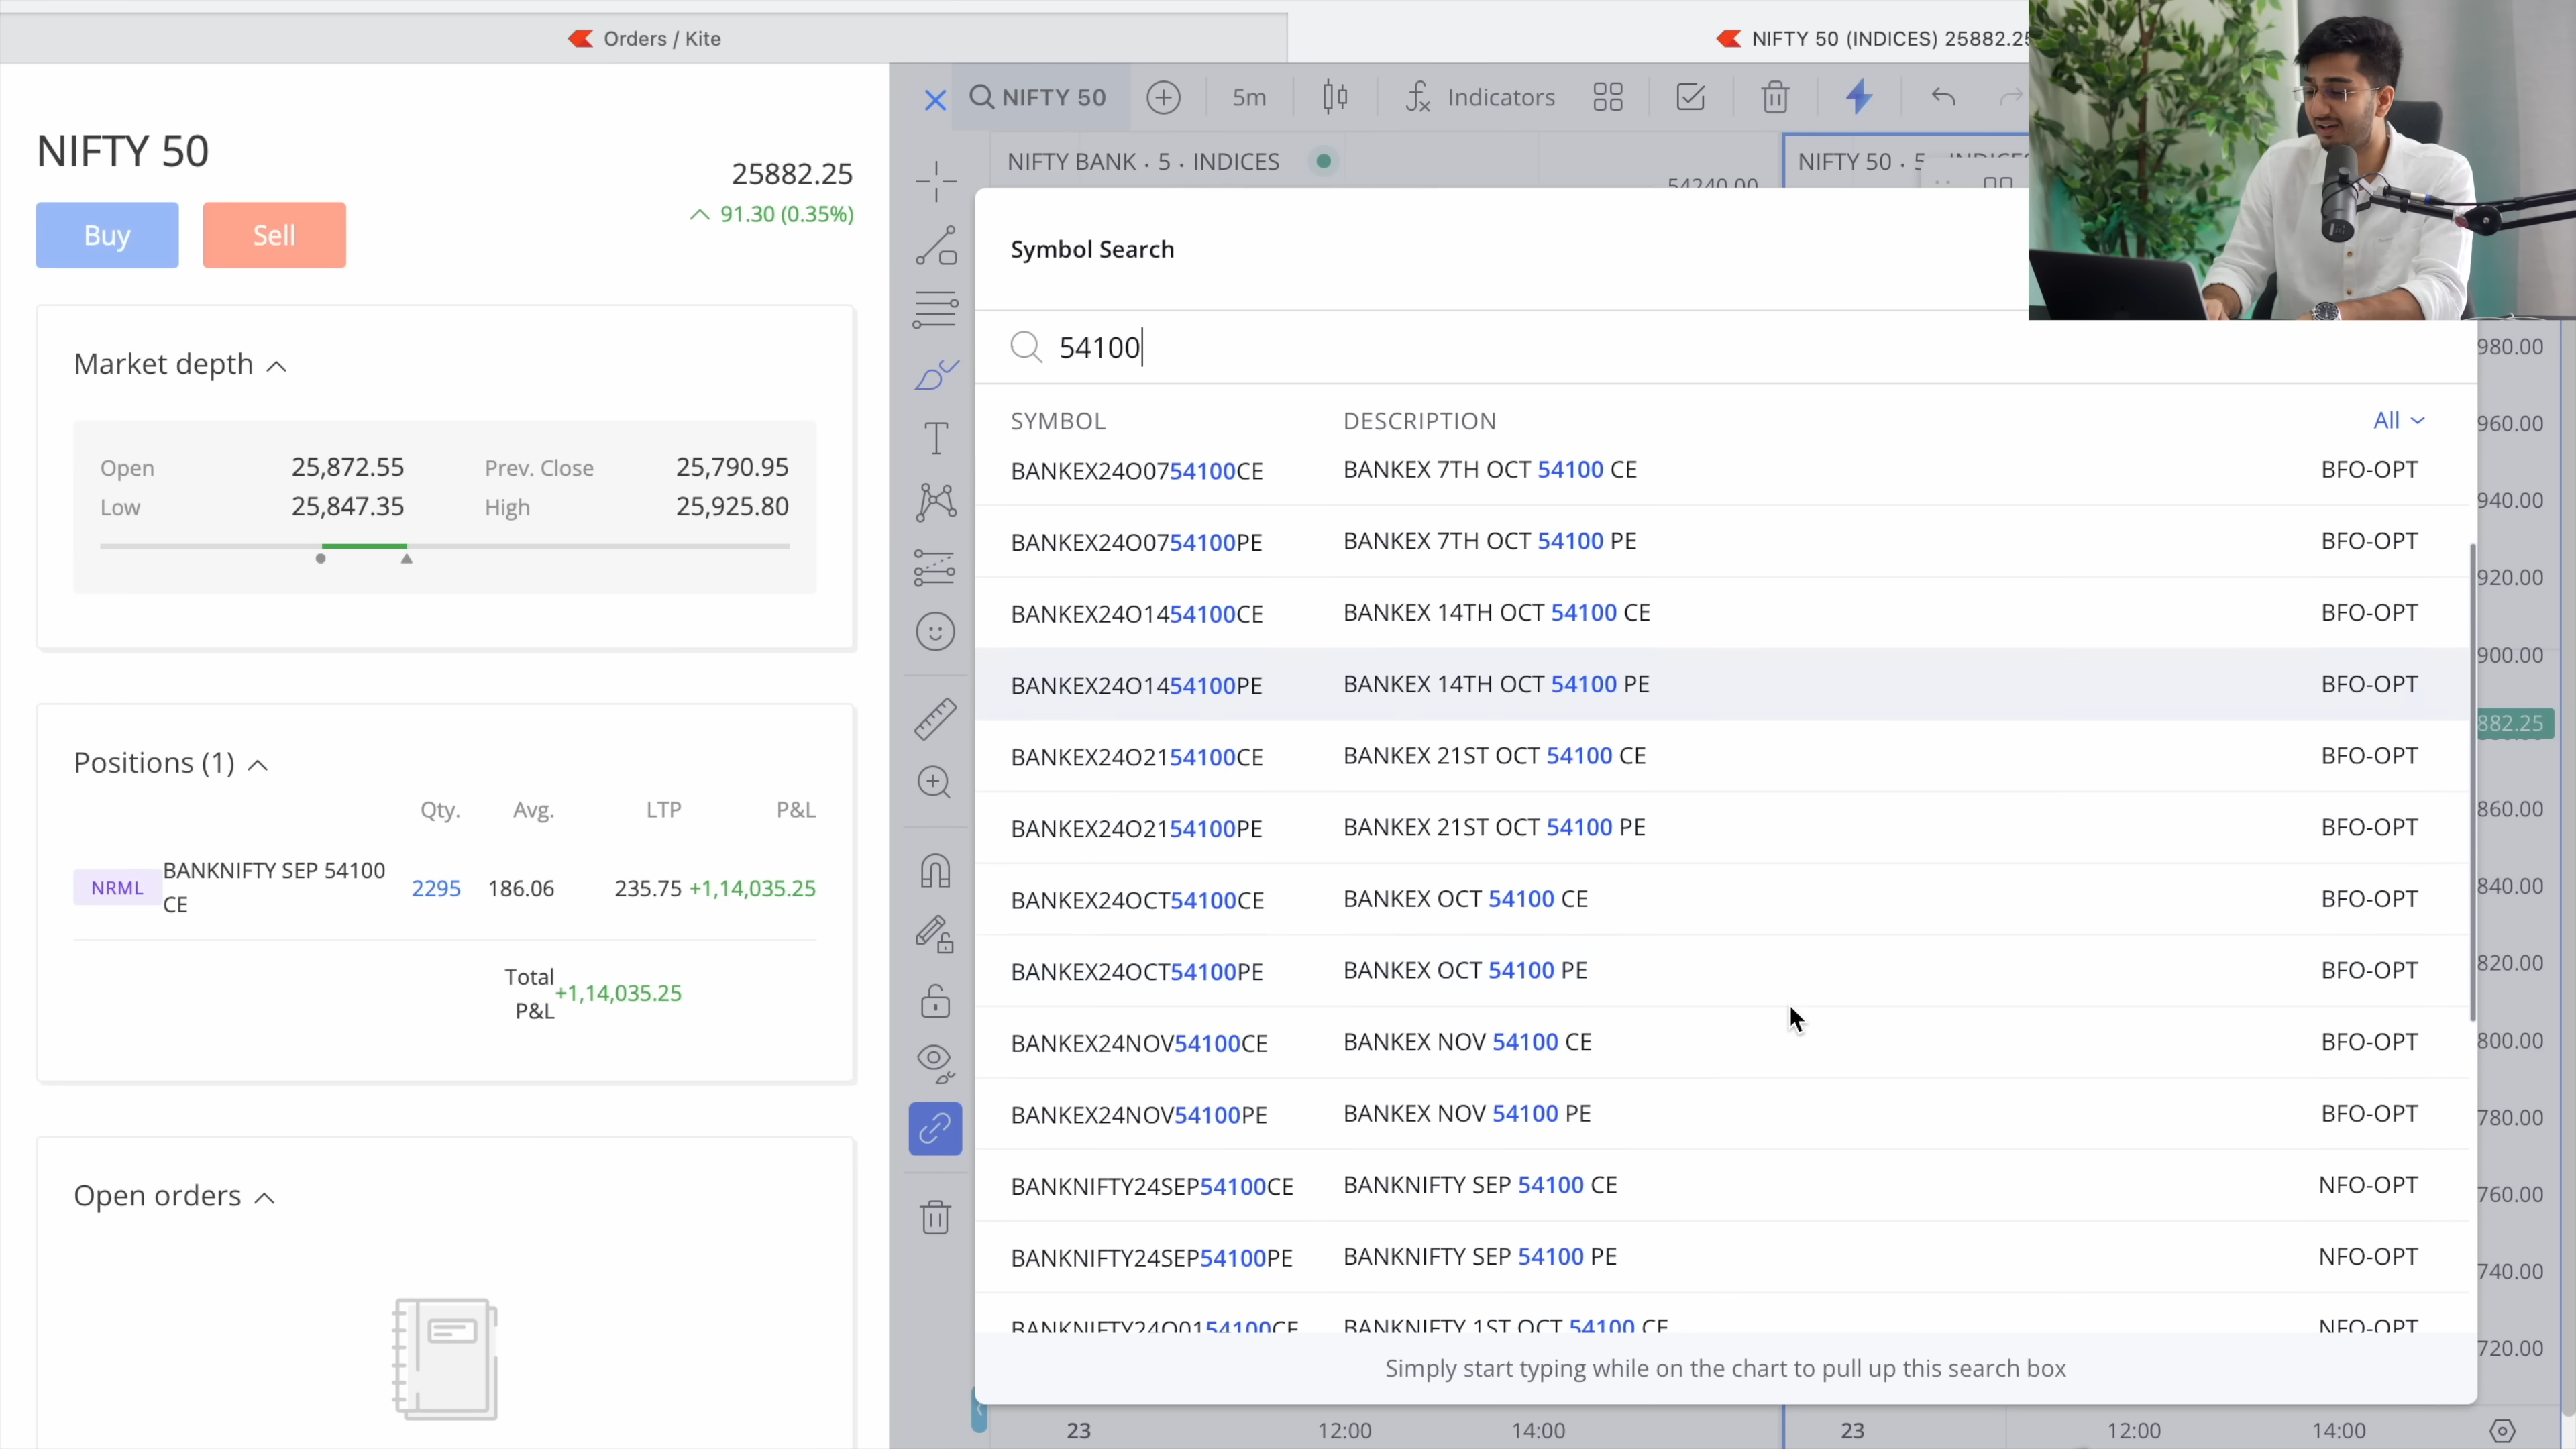 Orders / Kite
NIFTY 50 (INDICES) 25882.25
NIFTY 50
25882.25
91.30 (0.35%)
Buy
Sell
Market depth
Open 25,872.55 Prev. Close 25,790.95
Low 25,847.35 High 25,925.80
Positions (1)
Qty. Avg. LTP P&L
NRML BANKNIFTY SEP 54100 CE 2295 186.06 235.75 +1,14,035.25
Total P&L +1,14,035.25
Open orders
NIFTY 50 5m Indicators
NIFTY BANK · 5 · INDICES
54240.00
NIFTY 50 · 5 · INDICES
Symbol Search
54100
SYMBOL DESCRIPTION All
BANKEX24O0754100CE BANKEX 7TH OCT 54100 CE BFO-OPT
BANKEX24O0754100PE BANKEX 7TH OCT 54100 PE BFO-OPT
BANKEX24O1454100CE BANKEX 14TH OCT 54100 CE BFO-OPT
BANKEX24O1454100PE BANKEX 14TH OCT 54100 PE BFO-OPT
BANKEX24O2154100CE BANKEX 21ST OCT 54100 CE BFO-OPT
BANKEX24O2154100PE BANKEX 21ST OCT 54100 PE BFO-OPT
BANKEX24OCT54100CE BANKEX OCT 54100 CE BFO-OPT
BANKEX24OCT54100PE BANKEX OCT 54100 PE BFO-OPT
BANKEX24NOV54100CE BANKEX NOV 54100 CE BFO-OPT
BANKEX24NOV54100PE BANKEX NOV 54100 PE BFO-OPT
BANKNIFTY24SEP54100CE BANKNIFTY SEP 54100 CE NFO-OPT
BANKNIFTY24SEP54100PE BANKNIFTY SEP 54100 PE NFO-OPT
BANKNIFTY24O0154100CE BANKNIFTY 1ST OCT 54100 CE NFO-OPT
Simply start typing while on the chart to pull up this search box
980.00
960.00
940.00
920.00
900.00
882.25
860.00
840.00
820.00
800.00
780.00
760.00
740.00
720.00
23 12:00 14:00 23 12:00 14:00